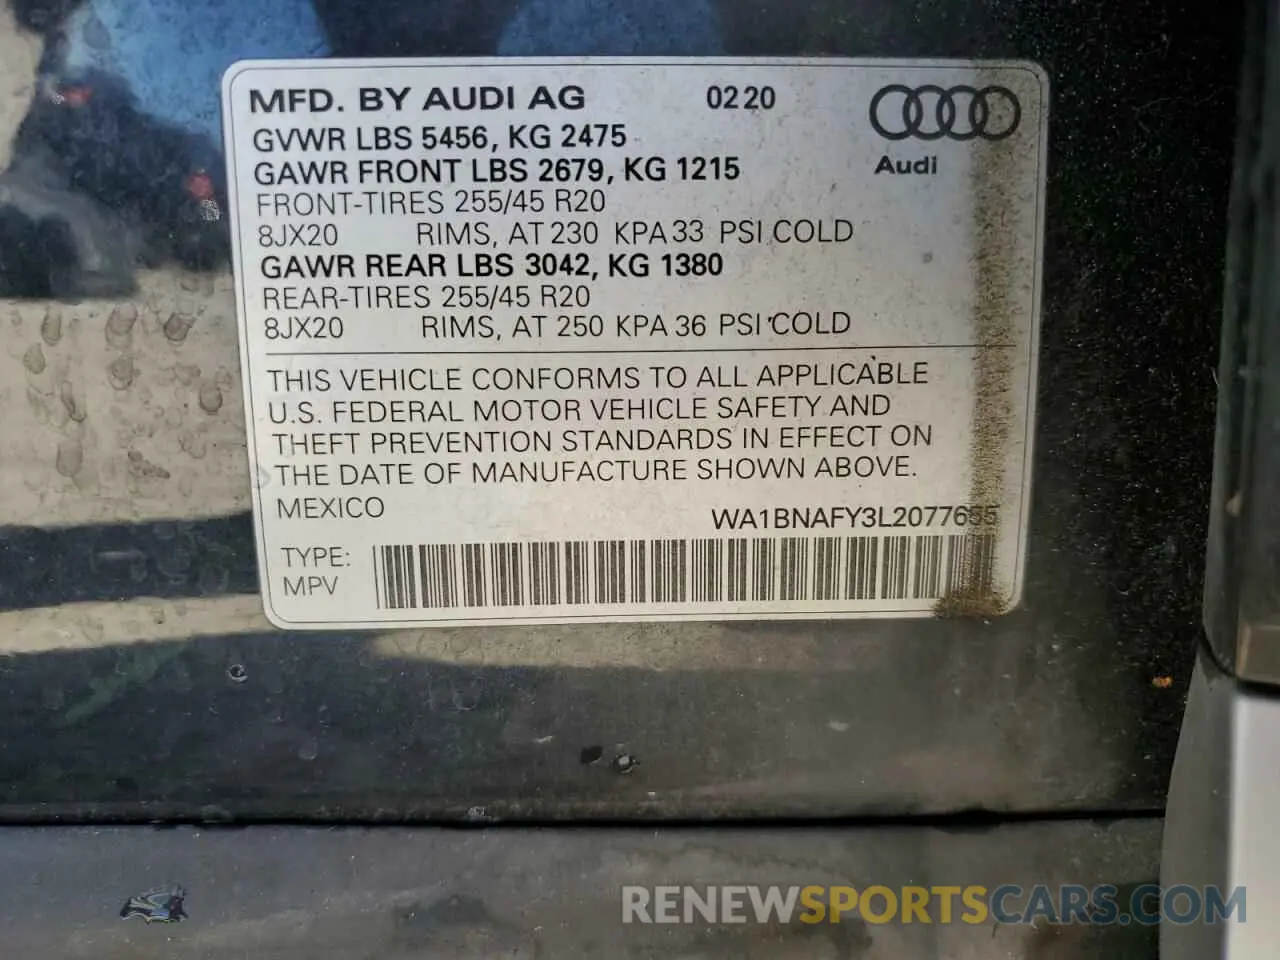 MFD. BY AUDI AG 02 20
GVWR LBS 5456, KG 2475
GAWR FRONT LBS 2679, KG 1215
Audi
FRONT-TIRES 255/45 R20
8JX20 RIMS, AT 230 KPA 33 PSI COLD
GAWR REAR LBS 3042, KG 1380
REAR-TIRES 255/45 R20
8JX20 RIMS, AT 250 KPA 36 PSI COLD
THIS VEHICLE CONFORMS TO ALL APPLICABLE
U.S. FEDERAL MOTOR VEHICLE SAFETY AND
THEFT PREVENTION STANDARDS IN EFFECT ON
THE DATE OF MANUFACTURE SHOWN ABOVE.
MEXICO
WA1BNAFY3L2077655
TYPE:
MPV
RENEWSPORTSCARS.COM